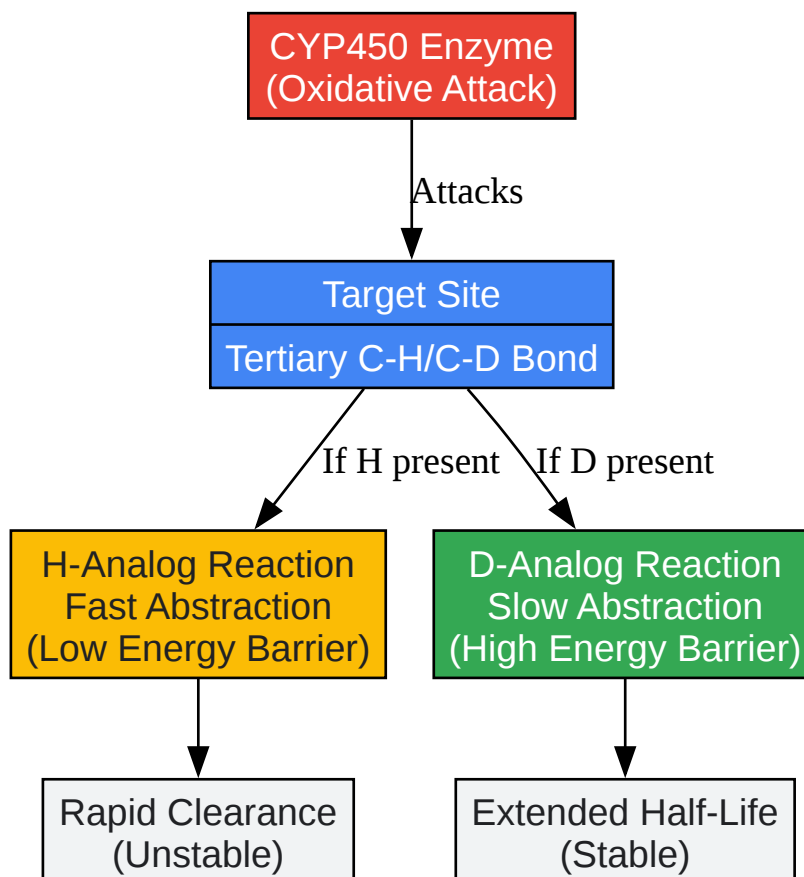 CYP450 Enzyme
(Oxidative Attack)
Attacks
Target Site
Tertiary C-H/C-D Bond
If H present
If D present
H-Analog Reaction
Fast Abstraction
(Low Energy Barrier)
D-Analog Reaction
Slow Abstraction
(High Energy Barrier)
Rapid Clearance
(Unstable)
Extended Half-Life
(Stable)